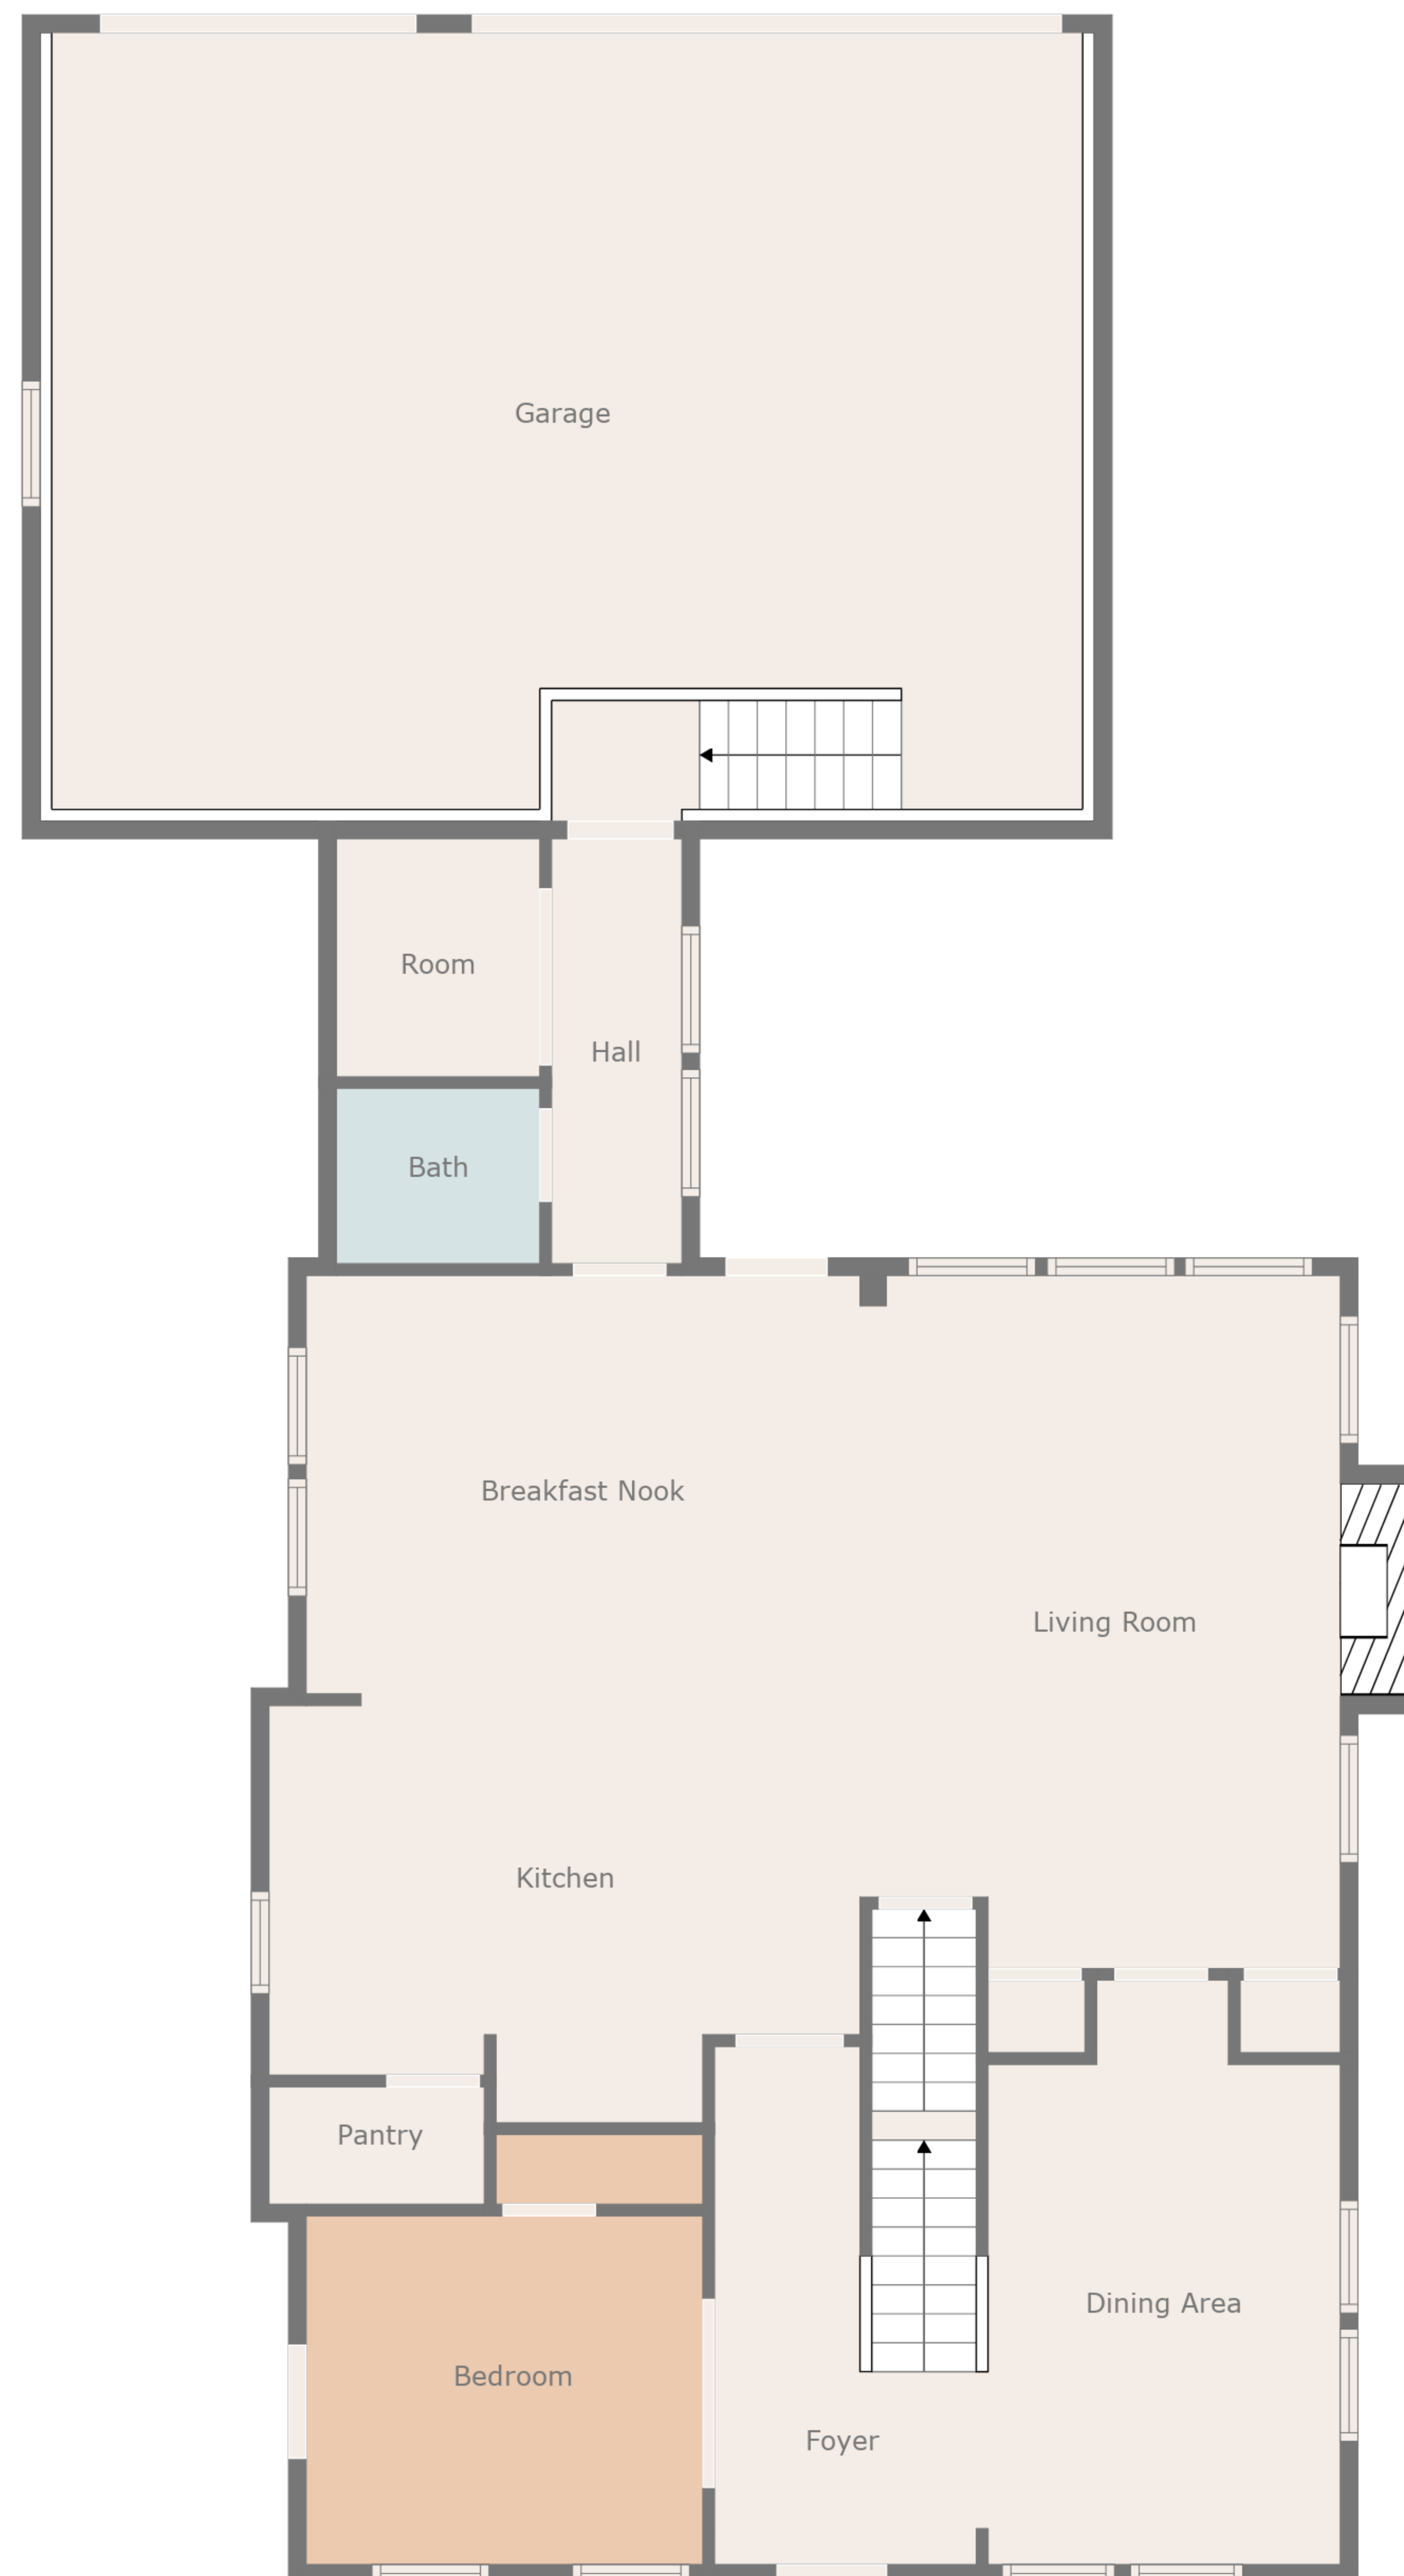 Garage
Room
Hall
Bath
Breakfast Nook
Living Room
Kitchen
Pantry
Dining Area
Bedroom
Foyer